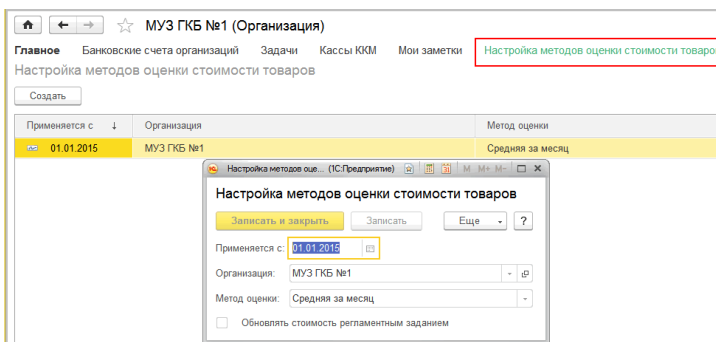 МУЗ ГКБ №1 (Организация)
Главное Банковские счета организаций Задачи Кассы ККМ Мои заметки Настройка методов оценки стоимости товаро
Настройка методов оценки стоимости товаров
Создать
Применяется с ↓ Организация Метод оценки
01.01.2015 МУЗ ГКБ №1 Средняя за месяц
Настройка методов оце... (1С:Предприятие) M M+ M-
Настройка методов оценки стоимости товаров
Записать и закрыть Записать Еще ?
Применяется с: 01.01.2015
Организация: МУЗ ГКБ №1
Метод оценки: Средняя за месяц
Обновлять стоимость регламентным заданием